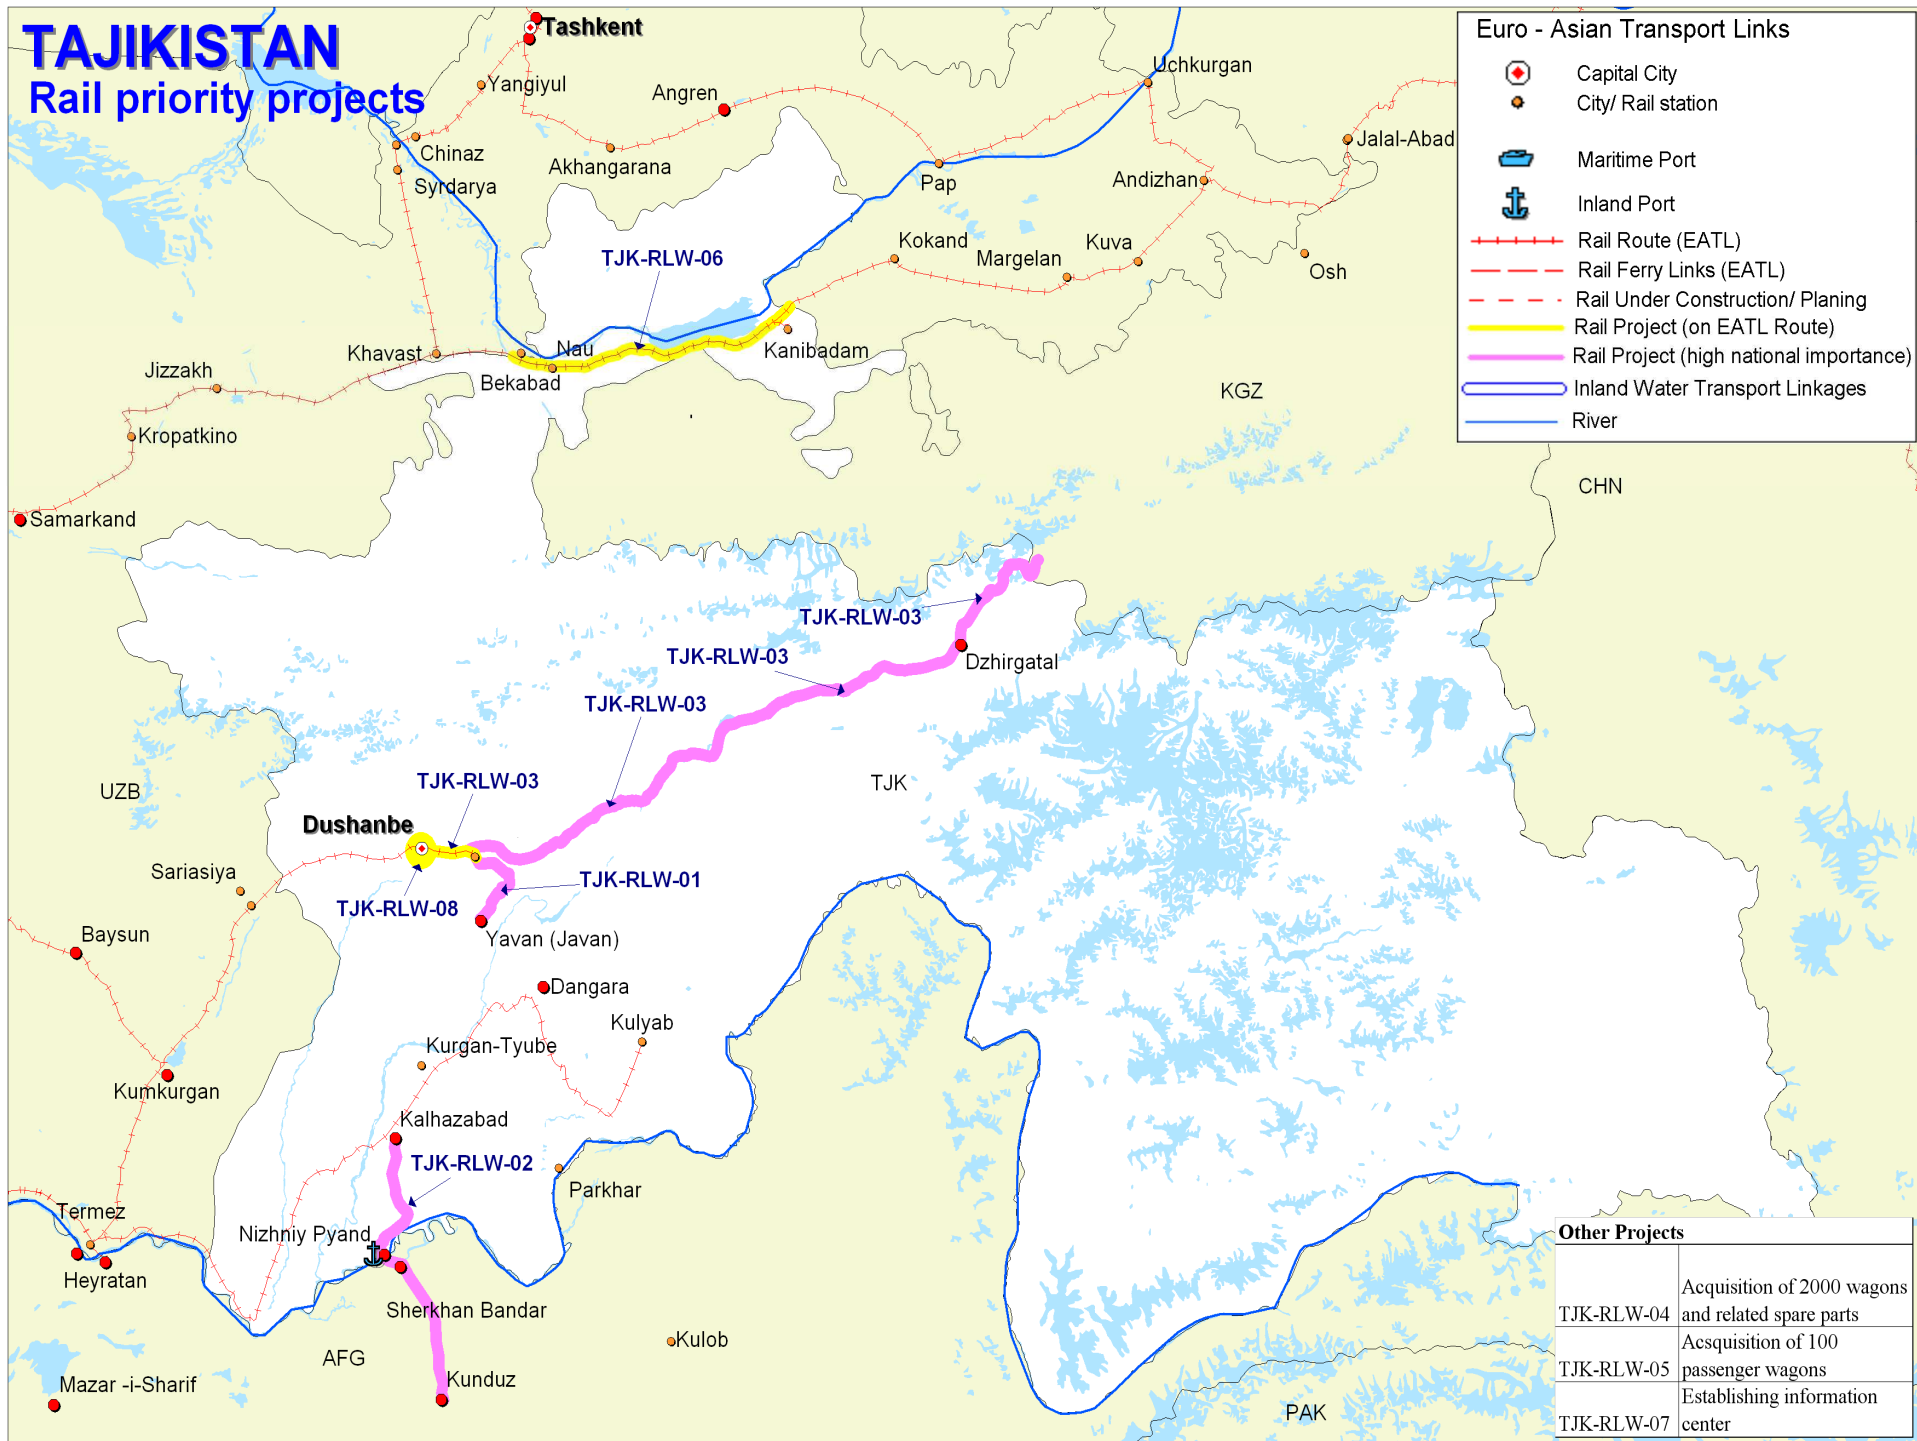 TAJIKISTAN
Rail priority projects
Tashkent
Yangiyul
Angren
Uchkurgan
Chinaz
Akhangarana
Jalal-Abad
Syrdarya
Pap
Andizhan
TJK-RLW-06
Kokand
Kuva
Margelan
Osh
Khavast
Nau
Kanibadam
Jizzakh
Bekabad
KGZ
Kropatkino
CHN
Samarkand
TJK-RLW-03
TJK-RLW-03
Dzhirgatal
TJK-RLW-03
TJK-RLW-03
UZB
TJK
Dushanbe
Sariasiya
TJK-RLW-01
TJK-RLW-08
Baysun
Yavan (Javan)
Dangara
Kulyab
Kurgan-Tyube
Kumkurgan
Kalhazabad
TJK-RLW-02
Parkhar
Termez
Nizhniy Pyand
Heyratan
Sherkhan Bandar
Kulob
AFG
Mazar -i-Sharif
Kunduz
PAK
Euro - Asian Transport Links
Capital City
City/ Rail station
Maritime Port
Inland Port
Rail Route (EATL)
Rail Ferry Links (EATL)
Rail Under Construction/ Planing
Rail Project (on EATL Route)
Rail Project (high national importance)
Inland Water Transport Linkages
River
Other Projects
TJK-RLW-04 Acquisition of 2000 wagons
and related spare parts
TJK-RLW-05 Acsquisition of 100
passenger wagons
TJK-RLW-07 Establishing information
center